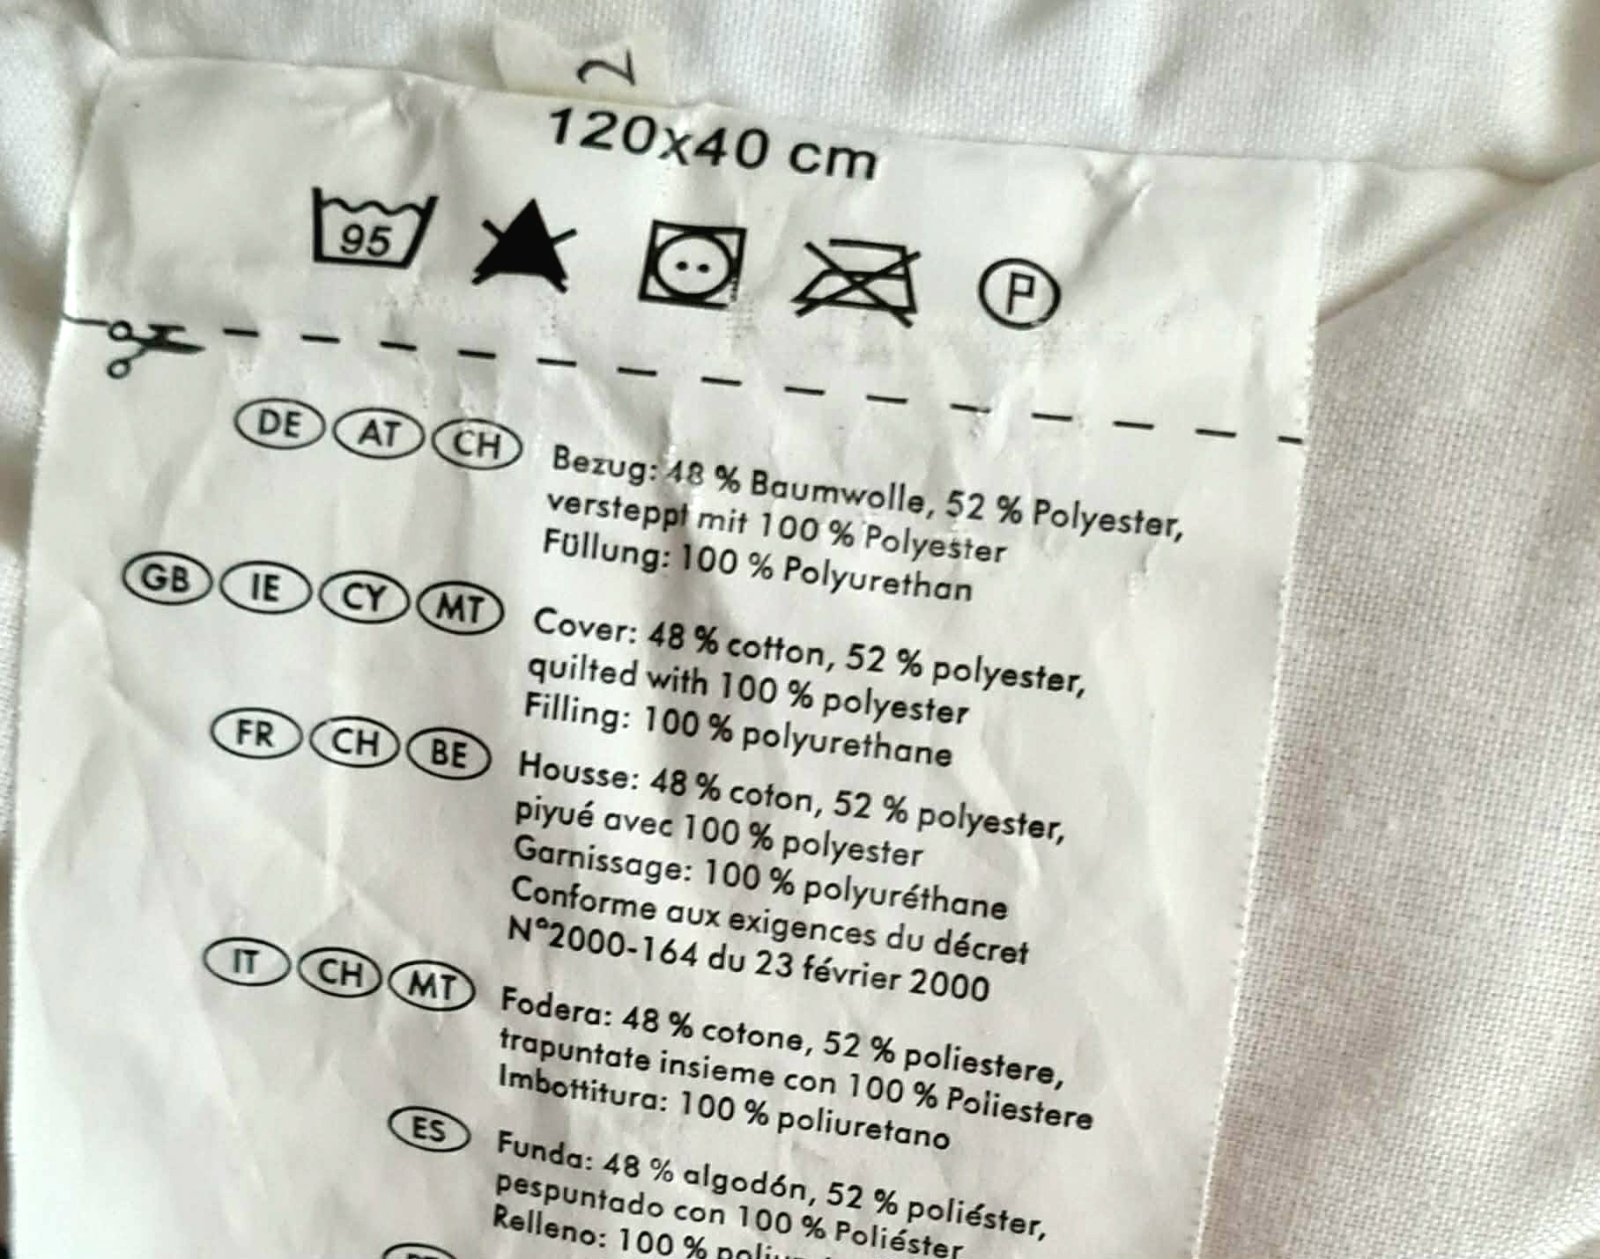 2
120x40 cm
95
P
DE AT CH Bezug: 48 % Baumwolle, 52 % Polyester,
versteppt mit 100 % Polyester
Füllung: 100 % Polyurethan
GB IE CY MT Cover: 48 % cotton, 52 % polyester,
quilted with 100 % polyester
Filling: 100 % polyurethane
FR CH BE Housse: 48 % coton, 52 % polyester,
piyué avec 100 % polyester
Garnissage: 100 % polyuréthane
Conforme aux exigences du décret
N°2000-164 du 23 février 2000
IT CH MT Fodera: 48 % cotone, 52 % poliestere,
trapuntate insieme con 100 % Poliestere
Imbottitura: 100 % poliuretano
ES Funda: 48 % algodón, 52 % poliéster,
pespuntado con 100 % Poliéster
Relleno: 100 %